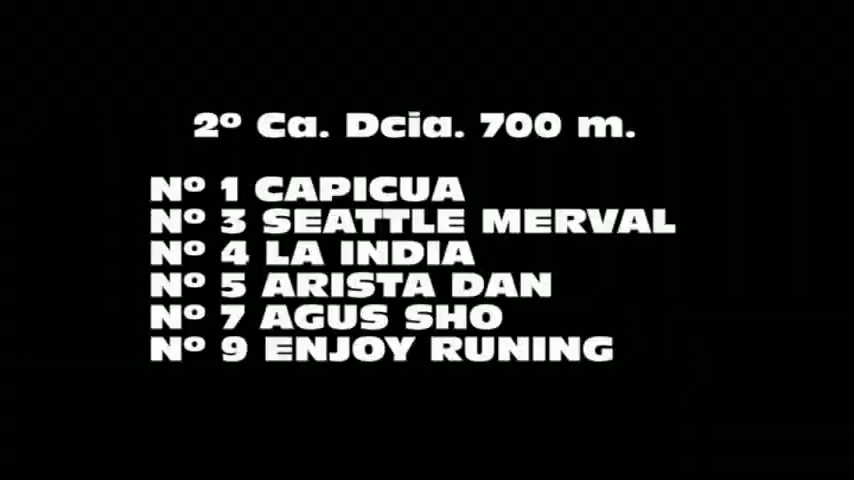 2º Ca. Dcia. 700 m.
Nº 1 CAPICUA
Nº 3 SEATTLE MERVAL
Nº 4 LA INDIA
Nº 5 ARISTA DAN
Nº 7 AGUS SHO
Nº 9 ENJOY RUNING